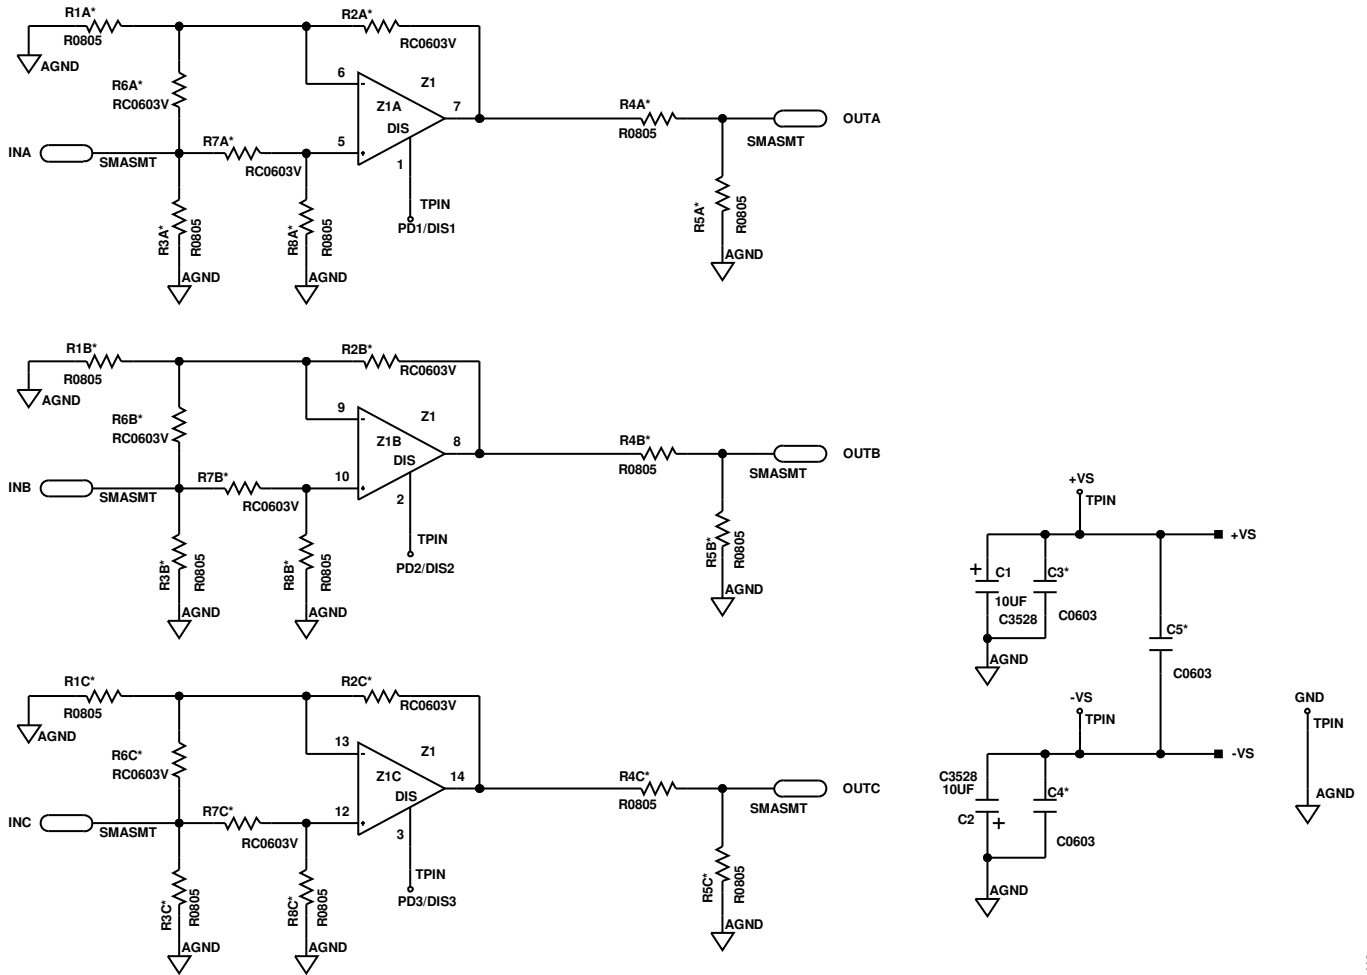 R1A*
R0805
AGND
R2A*
RC0603V
R6A*
RC0603V
6
-
Z1
Z1A
7
DIS
5
+
1
INA
SMASMT
R7A*
RC0603V
R4A*
R0805
OUTA
SMASMT
R3A*
R0805
AGND
R8A*
R0805
AGND
TPIN
PD1/DIS1
R5A*
R0805
AGND
R1B*
R0805
AGND
R2B*
RC0603V
R6B*
RC0603V
9
-
Z1
Z1B
8
DIS
10
+
2
INB
SMASMT
R7B*
RC0603V
R4B*
R0805
OUTB
SMASMT
R3B*
R0805
AGND
R8B*
R0805
AGND
TPIN
PD2/DIS2
R5B*
R0805
AGND
R1C*
R0805
AGND
R2C*
RC0603V
R6C*
RC0603V
13
-
Z1
Z1C
14
DIS
12
+
3
INC
SMASMT
R7C*
RC0603V
R4C*
R0805
OUTC
SMASMT
R3C*
R0805
AGND
R8C*
R0805
AGND
TPIN
PD3/DIS3
R5C*
R0805
AGND
+VS
TPIN
+VS
+
C1
10UF
C3528
C3*
C0603
AGND
C5*
C0603
-VS
TPIN
-VS
C3528
10UF
C2
+
C4*
C0603
AGND
GND
TPIN
AGND